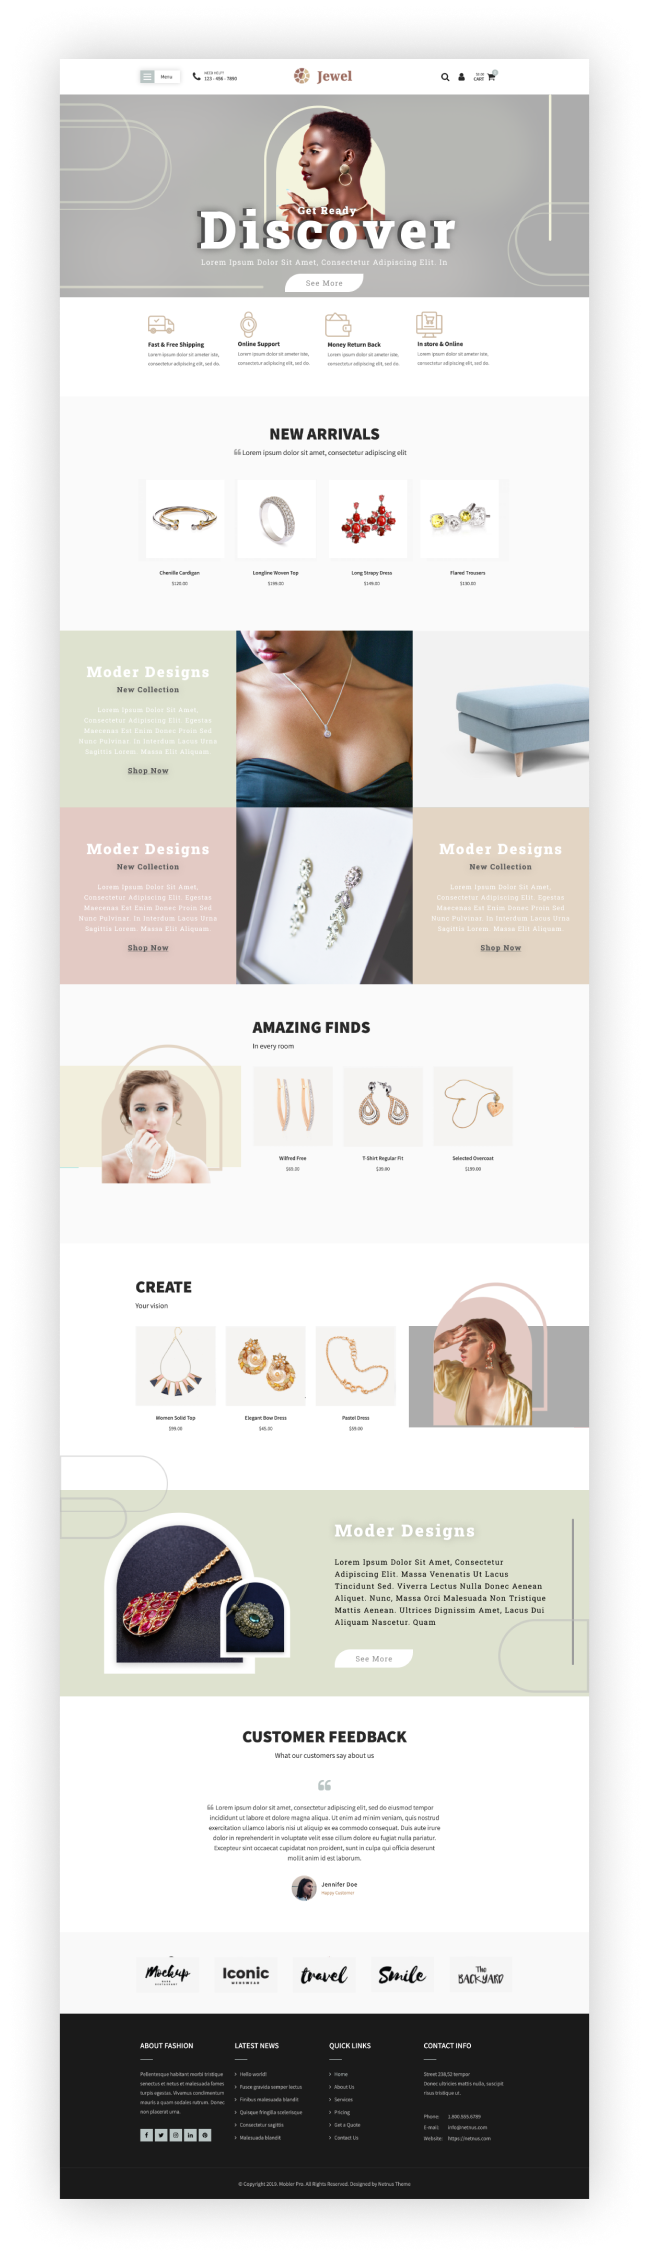 Menu
NEED HELP?
123 - 456 - 7890
Jewel
CART
Get Ready
Discover
Lorem Ipsum Dolor Sit Amet, Consectetur Adipiscing Elit. In
See More
Fast & Free Shipping
Lorem ipsum dolor sit ameter iste,
consectetur adipiscing elit, sed do.
Online Support
Lorem ipsum dolor sit ameter iste,
consectetur adipiscing elit, sed do.
Money Return Back
Lorem ipsum dolor sit ameter iste,
consectetur adipiscing elit, sed do.
In store & Online
Lorem ipsum dolor sit ameter iste,
consectetur adipiscing elit, sed do.
NEW ARRIVALS
Lorem ipsum dolor sit amet, consectetur adipiscing elit
Chenille Cardigan
$120.00
Longline Woven Top
$199.00
Long Strapy Dress
$149.00
Flared Trousers
$130.00
Moder Designs
New Collection
Lorem Ipsum Dolor Sit Amet,
Consectetur Adipiscing Elit. Egestas
Maecenas Est Enim Donec Proin Sed
Nunc Pulvinar. In Interdum Lacus Urna
Sagittis Lorem. Massa Elit Aliquam.
Shop Now
Moder Designs
New Collection
Lorem Ipsum Dolor Sit Amet,
Consectetur Adipiscing Elit. Egestas
Maecenas Est Enim Donec Proin Sed
Nunc Pulvinar. In Interdum Lacus Urna
Sagittis Lorem. Massa Elit Aliquam.
Shop Now
Moder Designs
New Collection
Lorem Ipsum Dolor Sit Amet,
Consectetur Adipiscing Elit. Egestas
Maecenas Est Enim Donec Proin Sed
Nunc Pulvinar. In Interdum Lacus Urna
Sagittis Lorem. Massa Elit Aliquam.
Shop Now
AMAZING FINDS
In every room
Wilfred Free
T-Shirt Regular Fit
$39.00
Selected Overcoat
$199.00
CREATE
Your vision
Women Solid Top
$99.00
Elegant Bow Dress
$45.00
Pastel Dress
$59.00
Moder Designs
Lorem Ipsum Dolor Sit Amet, Consectetur
Adipiscing Elit. Massa Venenatis Ut Lacus
Tincidunt Sed. Viverra Lectus Nulla Donec Aenean
Aliquet. Nunc, Massa Orci Malesuada Non Tristique
Mattis Aenean. Ultrices Dignissim Amet, Lacus Dui
Aliquam Nascetur. Quam
See More
CUSTOMER FEEDBACK
What our customers say about us
Lorem ipsum dolor sit amet, consectetur adipiscing elit, sed do eiusmod tempor
incididunt ut labore et dolore magna aliqua. Ut enim ad minim veniam, quis nostrud
exercitation ullamco laboris nisi ut aliquip ex ea commodo consequat. Duis aute irure
dolor in reprehenderit in voluptate velit esse cillum dolore eu fugiat nulla pariatur.
Excepteur sint occaecat cupidatat non proident, sunt in culpa qui officia deserunt
mollit anim id est laborum.
Jennifer Doe
Happy Customer
Mockup
Iconic
travel
Smile
The
BACKYARD
ABOUT FASHION
Pellentesque habitant morbi tristique
senectus et netus et malesuada fames
turpis egestas. Vivamus condimentum
mauris a quam sodales rutrum. Donec
non placerat urna.
LATEST NEWS
Hello world!
Fusce gravida semper lectus
Finibus malesuada blandit
Quisque fringilla scelerisque
Consectetur sagittis
Malesuada blandit
QUICK LINKS
Home
About Us
Services
Pricing
Get a Quote
Contact Us
CONTACT INFO
Street 238,52 tempor
Donec ultricies mattis nulla, suscipit
risus tristique ut.
Phone: 1.800.555.6789
E-mail: info@netnus.com
Website: https://netnus.com
© Copyright 2019. Mobier Pro. All Rights Reserved. Designed by Netnus Theme